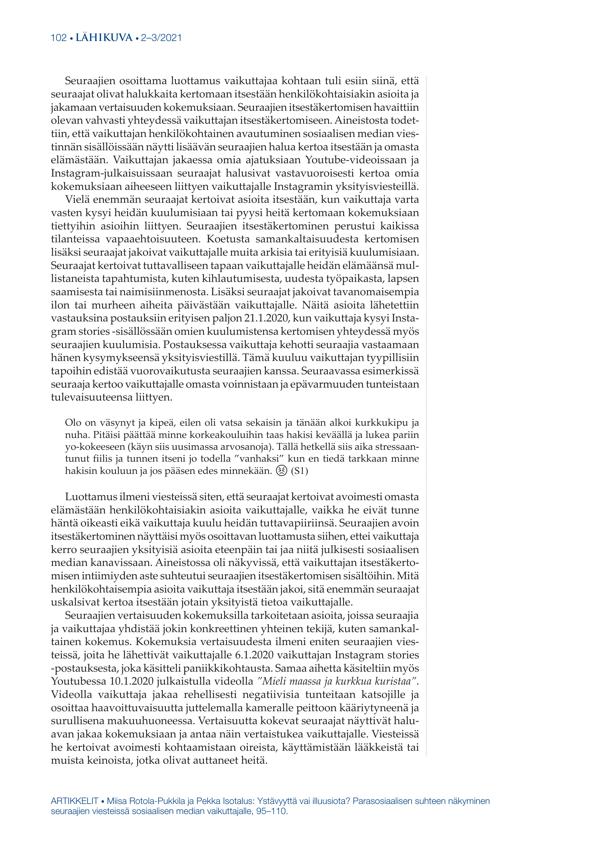 102 • LÄHIKUVA • 2–3/2021
Seuraajien osoittama luottamus vaikuttajaa kohtaan tuli esiin siinä, että
seuraajat olivat halukkaita kertomaan itsestään henkilökohtaisiakin asioita ja
jakamaan vertaisuuden kokemuksiaan. Seuraajien itsestäkertomisen havaittiin
olevan vahvasti yhteydessä vaikuttajan itsestäkertomiseen. Aineistosta todet-
tiin, että vaikuttajan henkilökohtainen avautuminen sosiaalisen median vies-
tinnän sisällöissään näytti lisäävän seuraajien halua kertoa itsestään ja omasta
elämästään. Vaikuttajan jakaessa omia ajatuksiaan Youtube-videoissaan ja
Instagram-julkaisuissaan seuraajat halusivat vastavuoroisesti kertoa omia
kokemuksiaan aiheeseen liittyen vaikuttajalle Instagramin yksityisviesteillä.
Vielä enemmän seuraajat kertoivat asioita itsestään, kun vaikuttaja varta
vasten kysyi heidän kuulumisiaan tai pyysi heitä kertomaan kokemuksiaan
tiettyihin asioihin liittyen. Seuraajien itsestäkertominen perustui kaikissa
tilanteissa vapaaehtoisuuteen. Koetusta samankaltaisuudesta kertomisen
lisäksi seuraajat jakoivat vaikuttajalle muita arkisia tai erityisiä kuulumisiaan.
Seuraajat kertoivat tuttavalliseen tapaan vaikuttajalle heidän elämäänsä mul-
listaneista tapahtumista, kuten kihlautumisesta, uudesta työpaikasta, lapsen
saamisesta tai naimisiinmenosta. Lisäksi seuraajat jakoivat tavanomaisempia
ilon tai murheen aiheita päivästään vaikuttajalle. Näitä asioita lähetettiin
vastauksina postauksiin erityisen paljon 21.1.2020, kun vaikuttaja kysyi Insta-
gram stories -sisällössään omien kuulumistensa kertomisen yhteydessä myös
seuraajien kuulumisia. Postauksessa vaikuttaja kehotti seuraajia vastaamaan
hänen kysymykseensä yksityisviestillä. Tämä kuuluu vaikuttajan tyypillisiin
tapoihin edistää vuorovaikutusta seuraajien kanssa. Seuraavassa esimerkissä
seuraaja kertoo vaikuttajalle omasta voinnistaan ja epävarmuuden tunteistaan
tulevaisuuteensa liittyen.
Olo on väsynyt ja kipeä, eilen oli vatsa sekaisin ja tänään alkoi kurkkukipu ja
nuha. Pitäisi päättää minne korkeakouluihin taas hakisi keväällä ja lukea pariin
yo-kokeeseen (käyn siis uusimassa arvosanoja). Tällä hetkellä siis aika stressaan-
tunut fiilis ja tunnen itseni jo todella ”vanhaksi” kun en tiedä tarkkaan minne
hakisin kouluun ja jos pääsen edes minnekään. (S1)
Luottamus ilmeni viesteissä siten, että seuraajat kertoivat avoimesti omasta
elämästään henkilökohtaisiakin asioita vaikuttajalle, vaikka he eivät tunne
häntä oikeasti eikä vaikuttaja kuulu heidän tuttavapiiriinsä. Seuraajien avoin
itsestäkertominen näyttäisi myös osoittavan luottamusta siihen, ettei vaikuttaja
kerro seuraajien yksityisiä asioita eteenpäin tai jaa niitä julkisesti sosiaalisen
median kanavissaan. Aineistossa oli näkyvissä, että vaikuttajan itsestäkerto-
misen intiimiyden aste suhteutui seuraajien itsestäkertomisen sisältöihin. Mitä
henkilökohtaisempia asioita vaikuttaja itsestään jakoi, sitä enemmän seuraajat
uskalsivat kertoa itsestään jotain yksityistä tietoa vaikuttajalle.
Seuraajien vertaisuuden kokemuksilla tarkoitetaan asioita, joissa seuraajia
ja vaikuttajaa yhdistää jokin konkreettinen yhteinen tekijä, kuten samankal-
tainen kokemus. Kokemuksia vertaisuudesta ilmeni eniten seuraajien vies-
teissä, joita he lähettivät vaikuttajalle 6.1.2020 vaikuttajan Instagram stories
-postauksesta, joka käsitteli paniikkikohtausta. Samaa aihetta käsiteltiin myös
Youtubessa 10.1.2020 julkaistulla videolla ”Mieli maassa ja kurkkua kuristaa”.
Videolla vaikuttaja jakaa rehellisesti negatiivisia tunteitaan katsojille ja
osoittaa haavoittuvaisuutta juttelemalla kameralle peittoon kääriytyneenä ja
surullisena makuuhuoneessa. Vertaisuutta kokevat seuraajat näyttivät halu-
avan jakaa kokemuksiaan ja antaa näin vertaistukea vaikuttajalle. Viesteissä
he kertoivat avoimesti kohtaamistaan oireista, käyttämistään lääkkeistä tai
muista keinoista, jotka olivat auttaneet heitä.
ARTIKKELIT • Miisa Rotola-Pukkila ja Pekka Isotalus: Ystävyyttä vai illuusiota? Parasosiaalisen suhteen näkyminen
seuraajien viesteissä sosiaalisen median vaikuttajalle, 95–110.